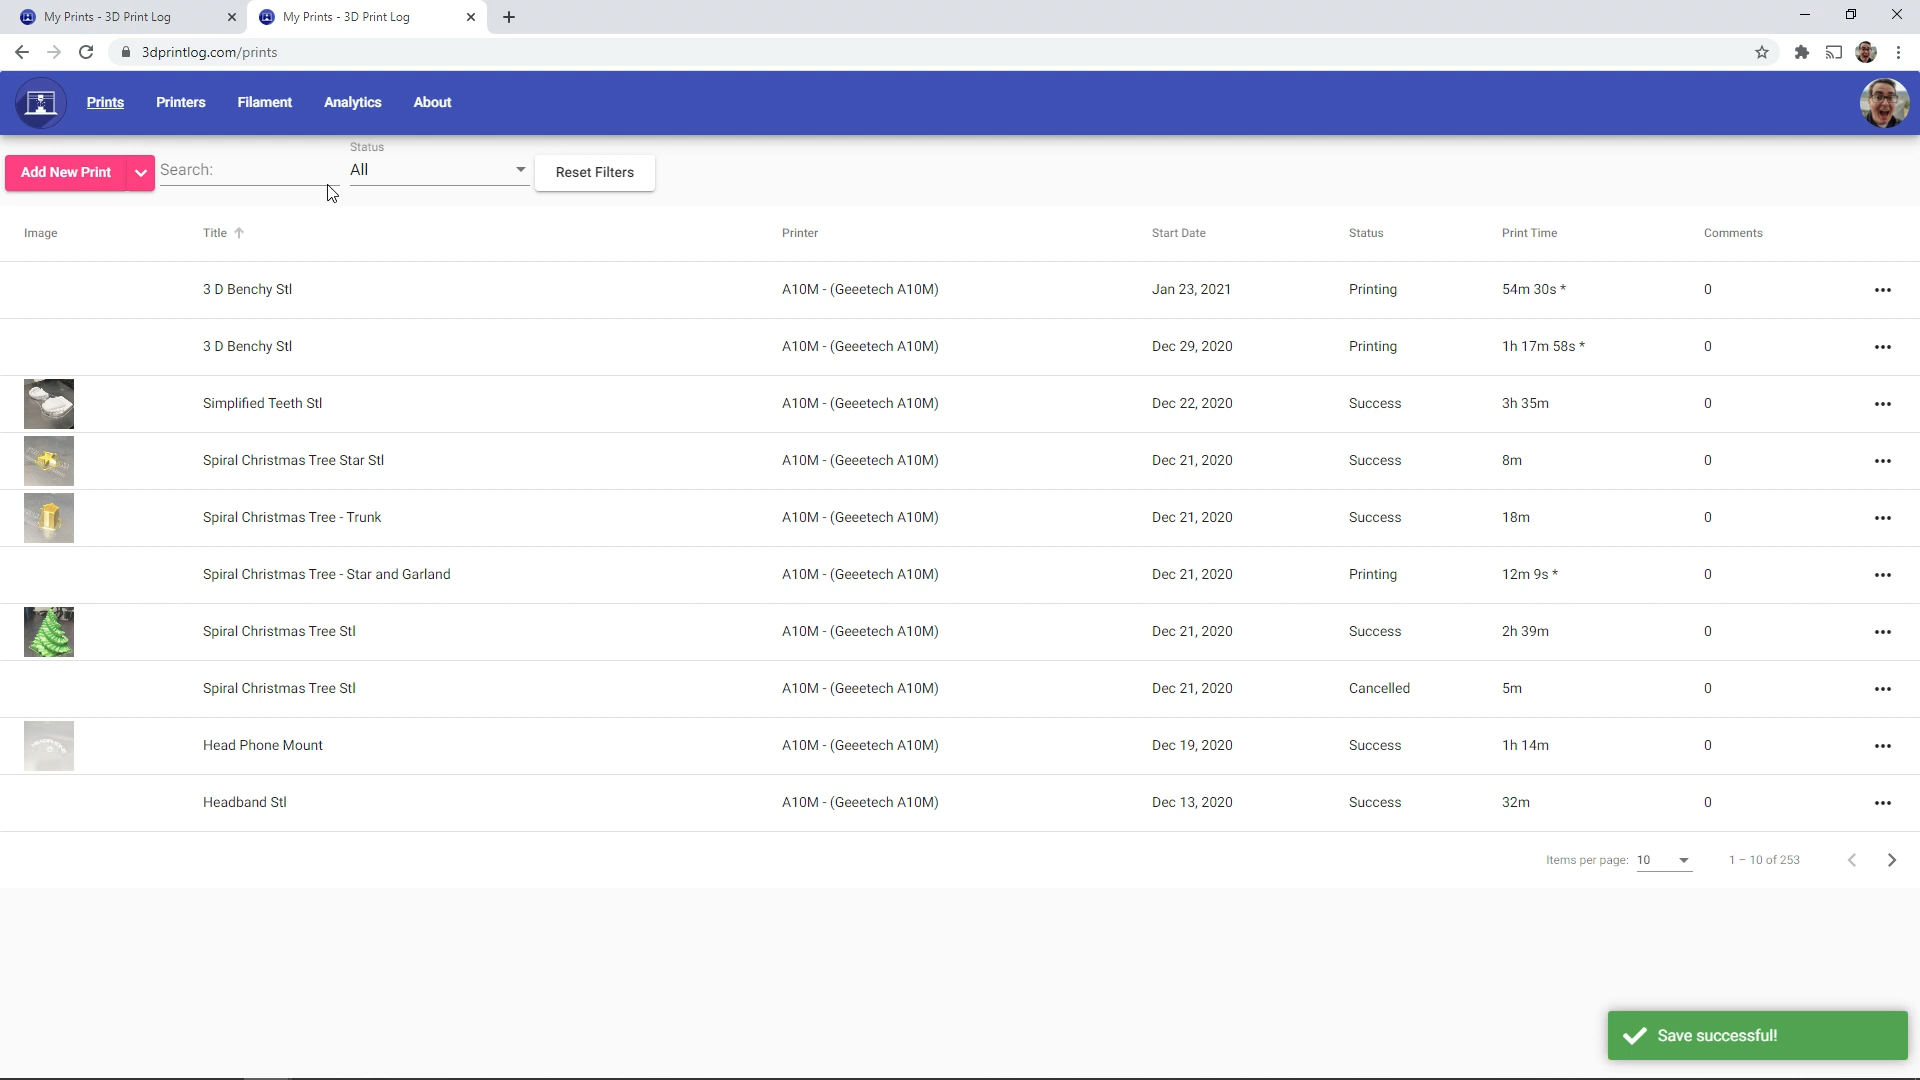 My Prints - 3D Print Log
My Prints - 3D Print Log
3dprintlog.com/prints
Prints Printers Filament Analytics About
Add New Print Search: Status All Reset Filters
Image Title Printer Start Date Status Print Time Comments
3 D Benchy Stl A10M - (Geeetech A10M) Jan 23, 2021 Printing 54m 30s * 0
3 D Benchy Stl A10M - (Geeetech A10M) Dec 29, 2020 Printing 1h 17m 58s * 0
Simplified Teeth Stl A10M - (Geeetech A10M) Dec 22, 2020 Success 3h 35m 0
Spiral Christmas Tree Star Stl A10M - (Geeetech A10M) Dec 21, 2020 Success 8m 0
Spiral Christmas Tree - Trunk A10M - (Geeetech A10M) Dec 21, 2020 Success 18m 0
Spiral Christmas Tree - Star and Garland A10M - (Geeetech A10M) Dec 21, 2020 Printing 12m 9s * 0
Spiral Christmas Tree Stl A10M - (Geeetech A10M) Dec 21, 2020 Success 2h 39m 0
Spiral Christmas Tree Stl A10M - (Geeetech A10M) Dec 21, 2020 Cancelled 5m 0
Head Phone Mount A10M - (Geeetech A10M) Dec 19, 2020 Success 1h 14m 0
Headband Stl A10M - (Geeetech A10M) Dec 13, 2020 Success 32m 0
Items per page: 10 1 – 10 of 253
Save successful!